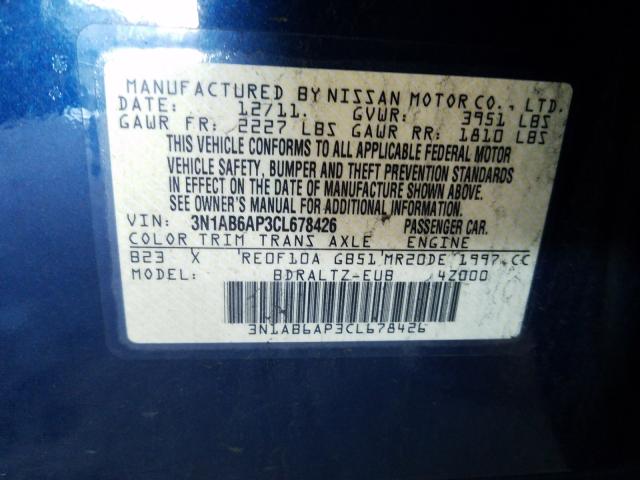 MANUFACTURED BY NISSAN MOTOR CO., LTD.
DATE: 12/11. GVWR: 3951 LBS
GAWR FR: 2227 LBS GAWR RR: 1810 LBS
THIS VEHICLE CONFORMS TO ALL APPLICABLE FEDERAL MOTOR
VEHICLE SAFETY, BUMPER AND THEFT PREVENTION STANDARDS
IN EFFECT ON THE DATE OF MANUFACTURE SHOWN ABOVE.
SEE OWNER'S MANUAL FOR ADDITIONAL INFORMATION.
VIN: 3N1AB6AP3CL678426 PASSENGER CAR.
COLOR TRIM TRANS AXLE ENGINE
B23 X RE0F10A GB51 MR20DE 1997 CC
MODEL: BDRALTZ-EUB 4Z000
3N1AB6AP3CL678426